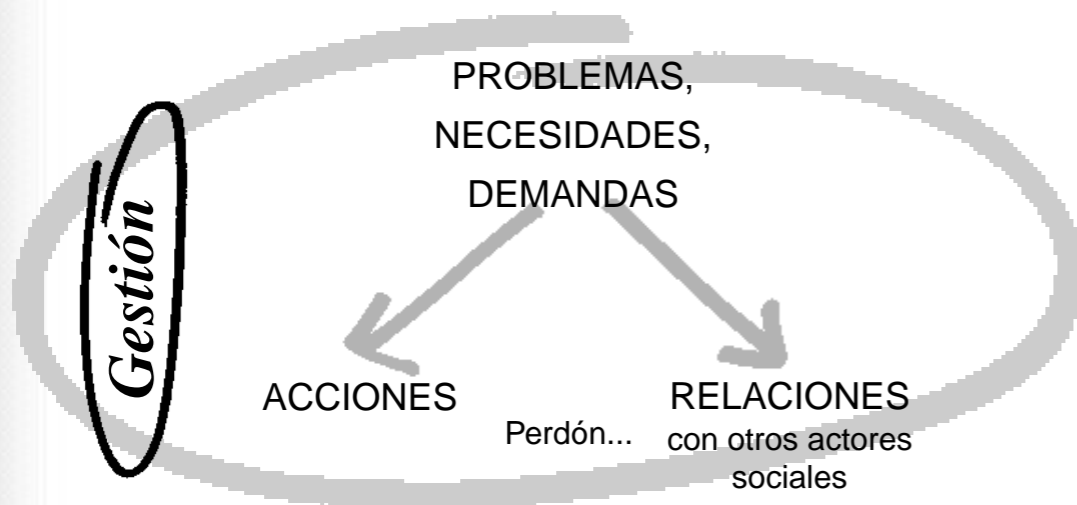 PROBLEMAS,
NECESIDADES,
DEMANDAS
Gestión
ACCIONES
Perdón...
RELACIONES
con otros actores
sociales